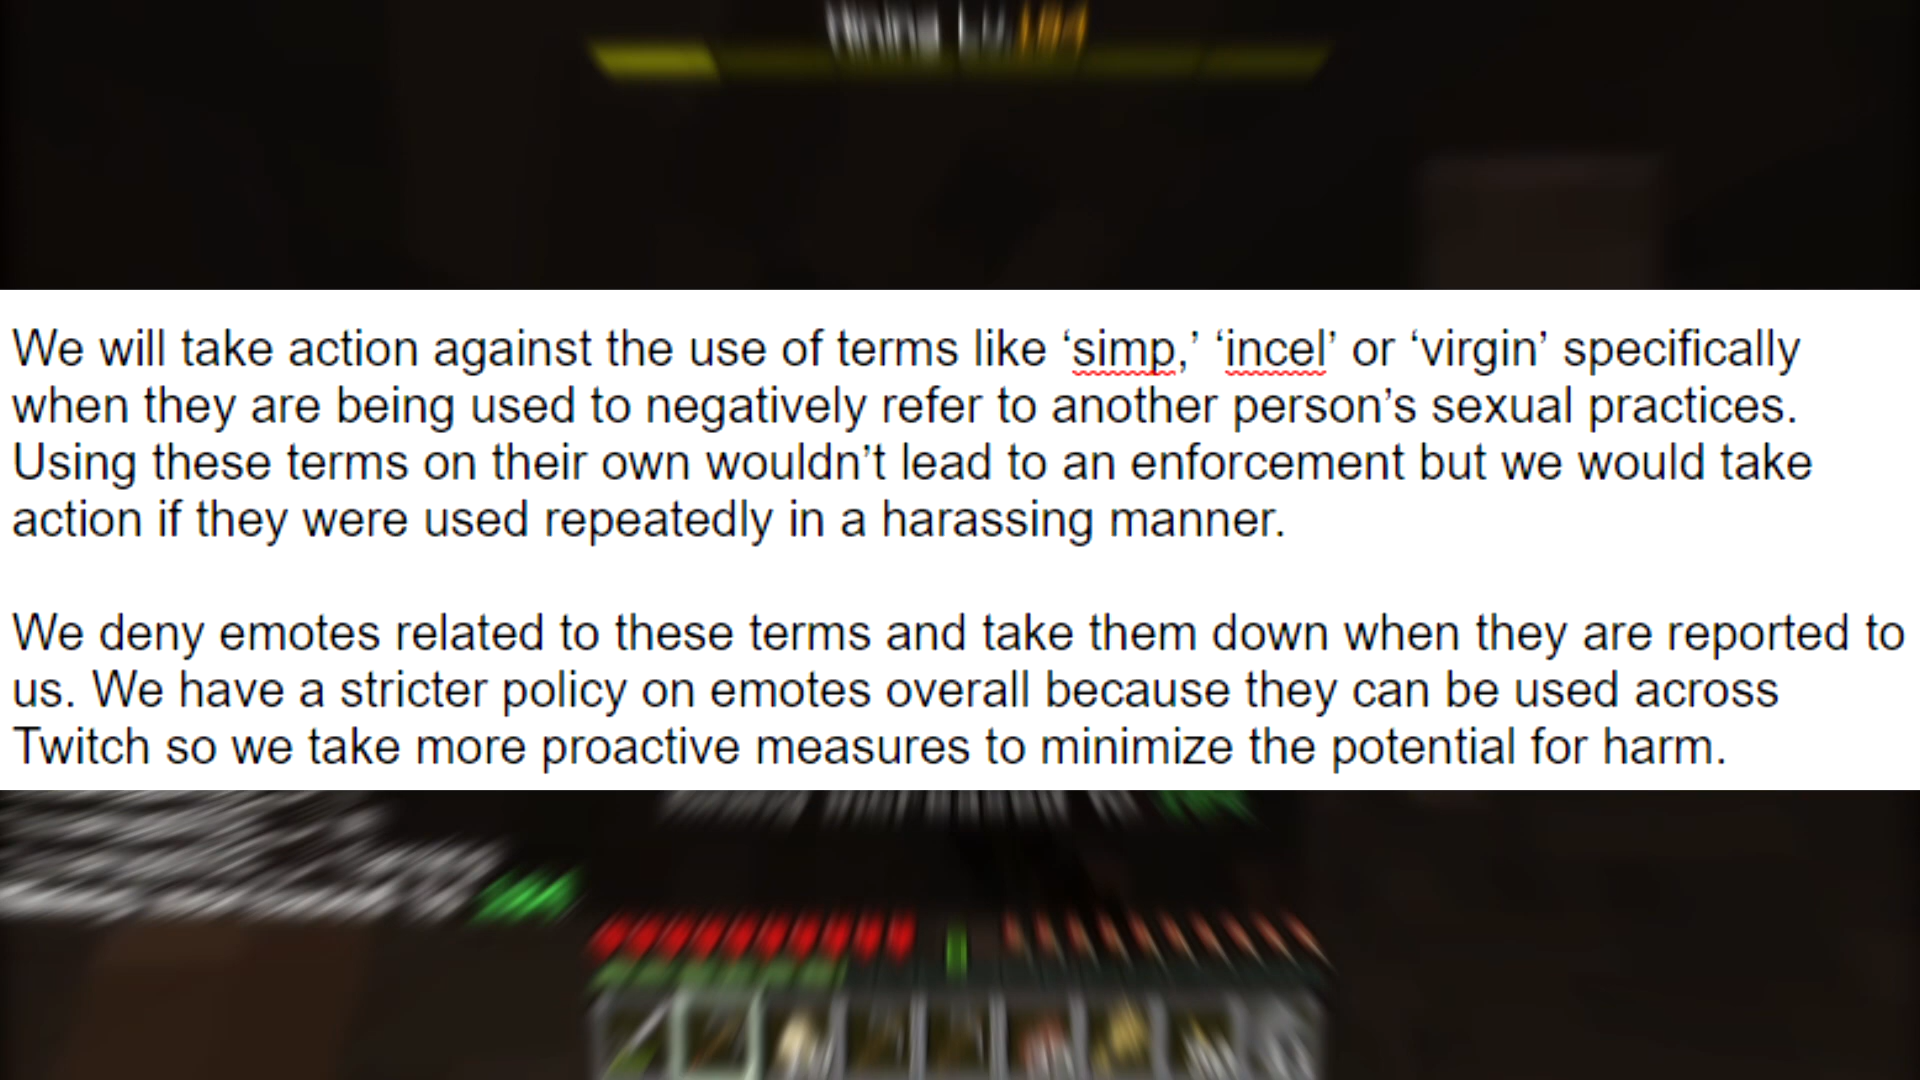 We will take action against the use of terms like ‘simp,’ ‘incel’ or ‘virgin’ specifically
when they are being used to negatively refer to another person’s sexual practices.
Using these terms on their own wouldn’t lead to an enforcement but we would take
action if they were used repeatedly in a harassing manner.
We deny emotes related to these terms and take them down when they are reported to
us. We have a stricter policy on emotes overall because they can be used across
Twitch so we take more proactive measures to minimize the potential for harm.